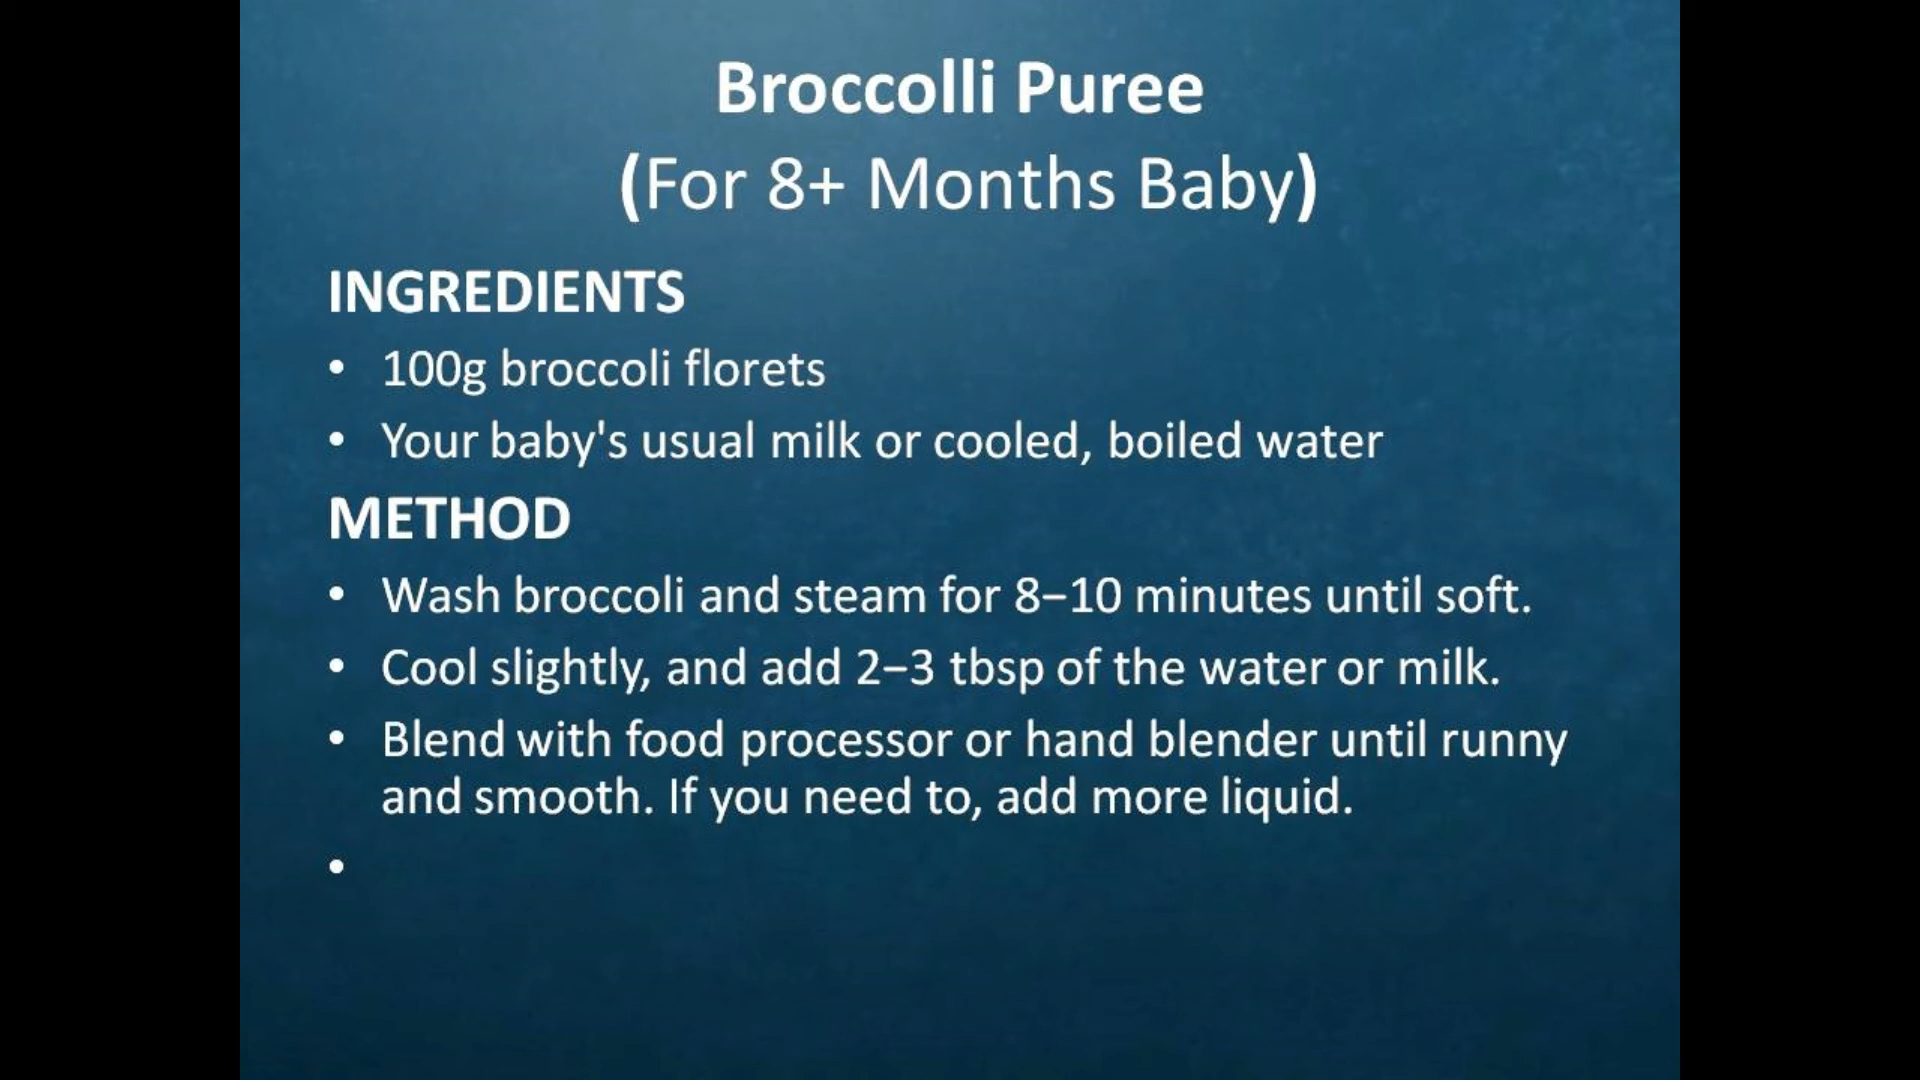 Broccolli Puree
(For 8+ Months Baby)
INGREDIENTS
• 100g broccoli florets
• Your baby's usual milk or cooled, boiled water
METHOD
• Wash broccoli and steam for 8–10 minutes until soft.
• Cool slightly, and add 2–3 tbsp of the water or milk.
• Blend with food processor or hand blender until runny
and smooth. If you need to, add more liquid.
•